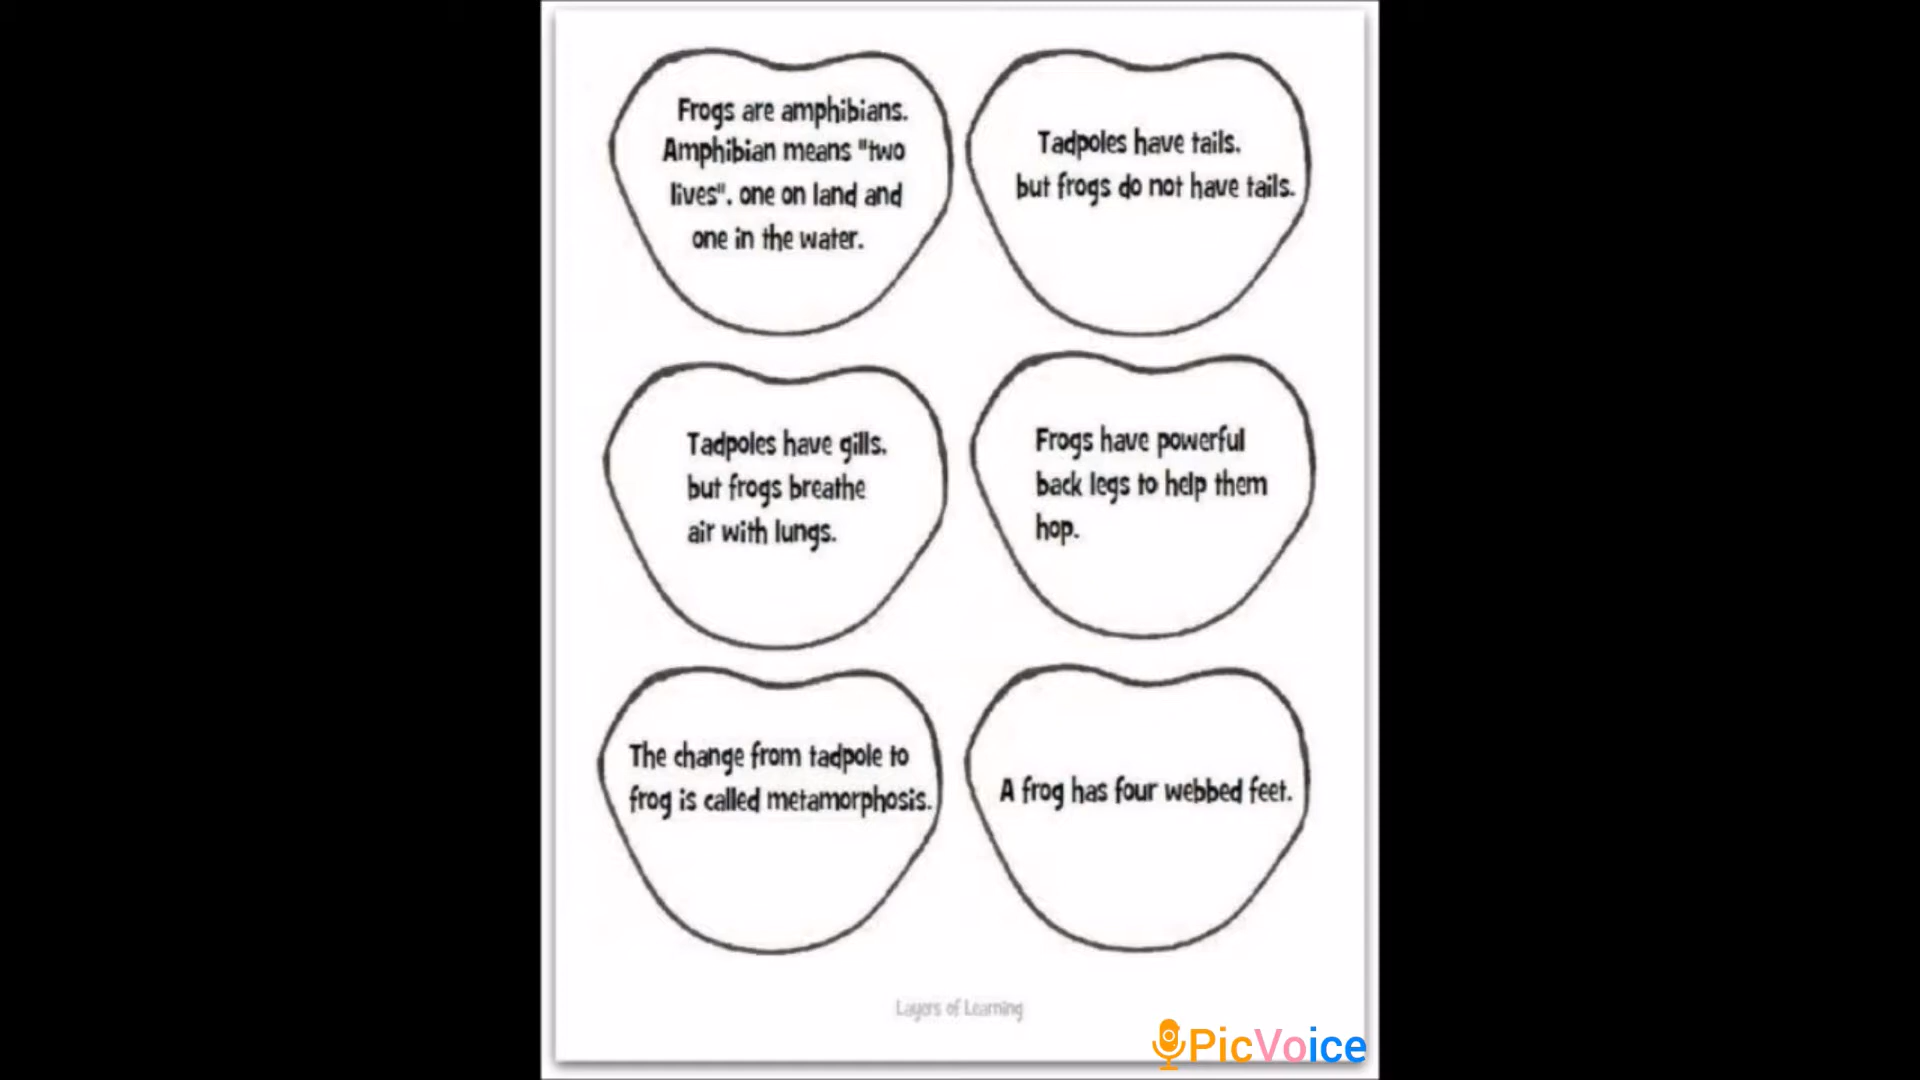 Frogs are amphibians.
Amphibian means "two
lives". one on land and
one in the water.
Tadpoles have tails.
but frogs do not have tails.
Tadpoles have gills.
but frogs breathe
air with lungs.
Frogs have powerful
back legs to help them
hop.
The change from tadpole to
frog is called metamorphosis.
A frog has four webbed feet.
Layers of Learning
PicVoice